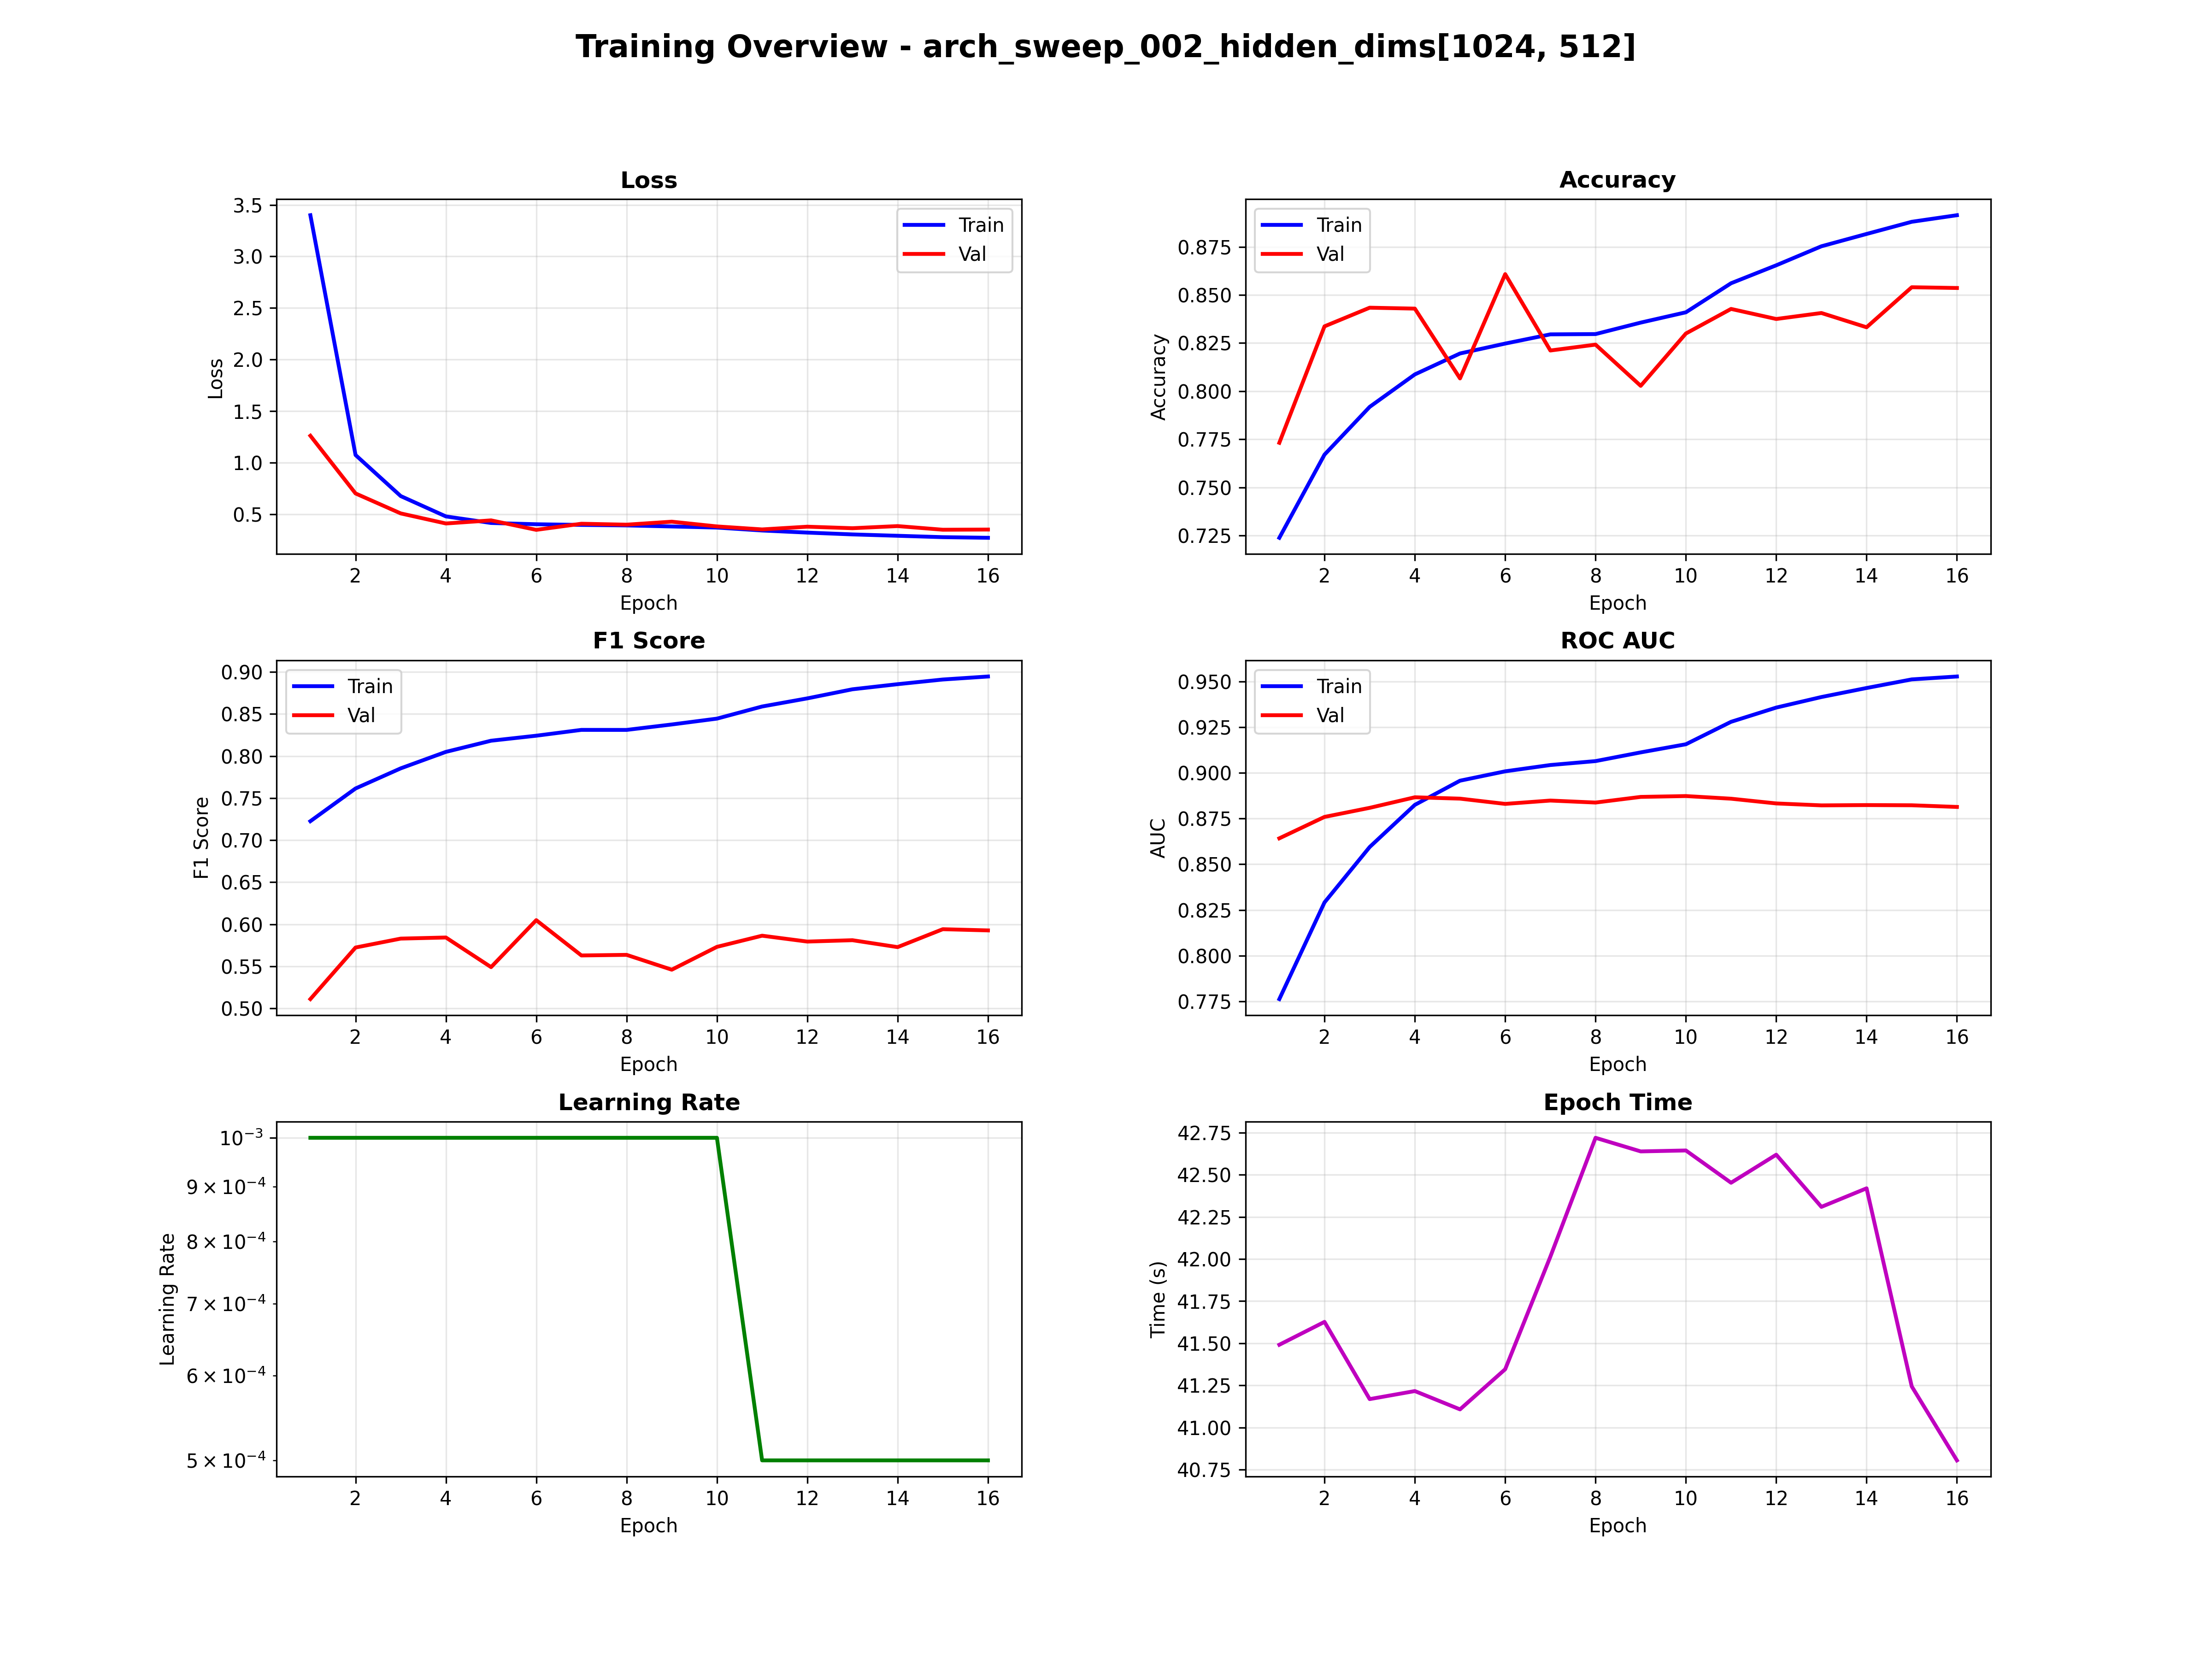 Training Overview - arch_sweep_002_hidden_dims[1024, 512]
Loss
3.5
3.0
2.5
2.0
1.5
1.0
0.5
Loss
Train
Val
2 4 6 8 10 12 14 16
Epoch
Accuracy
0.875
0.850
0.825
0.800
0.775
0.750
0.725
Accuracy
Train
Val
2 4 6 8 10 12 14 16
Epoch
F1 Score
0.90
0.85
0.80
0.75
0.70
0.65
0.60
0.55
0.50
F1 Score
Train
Val
2 4 6 8 10 12 14 16
Epoch
ROC AUC
0.950
0.925
0.900
0.875
0.850
0.825
0.800
0.775
AUC
Train
Val
2 4 6 8 10 12 14 16
Epoch
Learning Rate
10⁻³
9 × 10⁻⁴
8 × 10⁻⁴
7 × 10⁻⁴
6 × 10⁻⁴
5 × 10⁻⁴
Learning Rate
2 4 6 8 10 12 14 16
Epoch
Epoch Time
42.75
42.50
42.25
42.00
41.75
41.50
41.25
41.00
40.75
Time (s)
2 4 6 8 10 12 14 16
Epoch